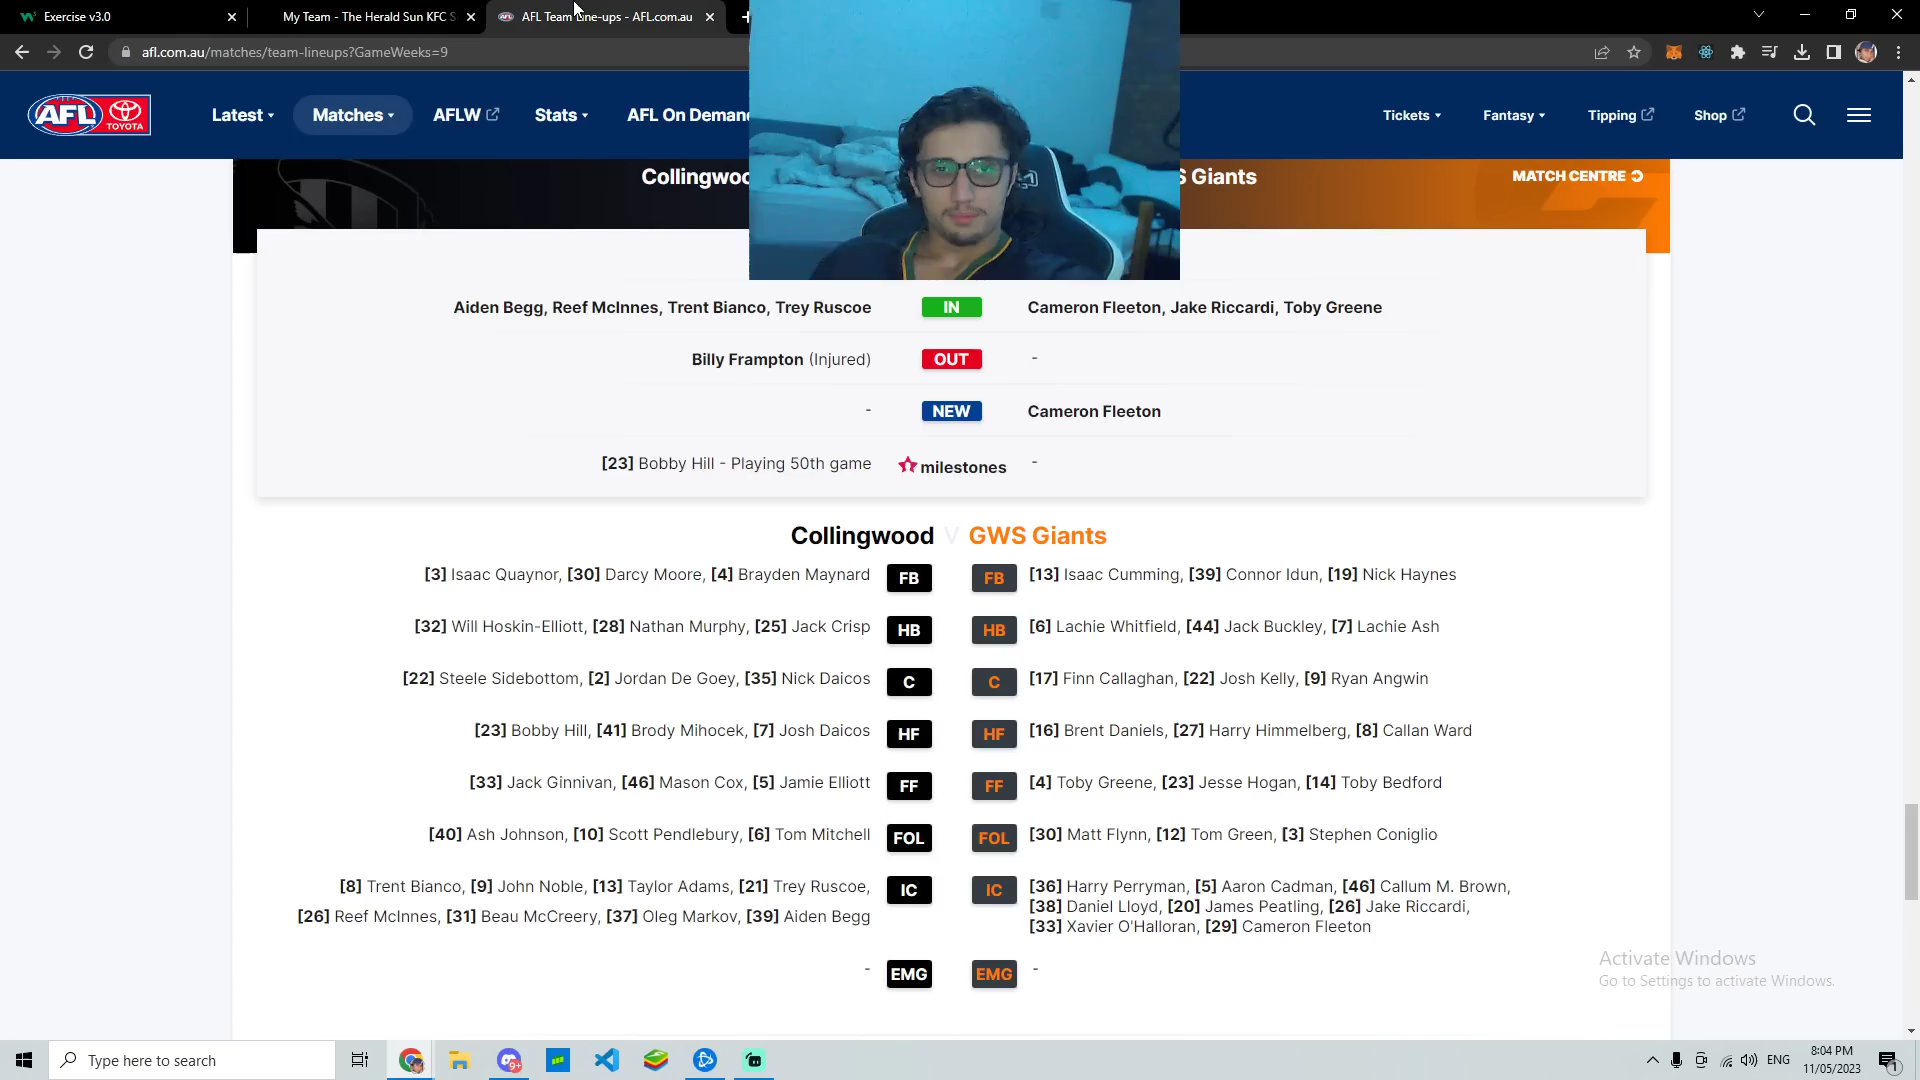 Exercise v3.0
My Team - The Herald Sun KFC S
AFL Team Line-ups - AFL.com.au
afl.com.au/matches/team-lineups?GameWeeks=9
AFL TOYOTA
Latest
Matches
AFLW
Stats
AFL On Deman
Tickets
Fantasy
Tipping
Shop
Collingwoo
S Giants
MATCH CENTRE
Aiden Begg, Reef McInnes, Trent Bianco, Trey Ruscoe IN Cameron Fleeton, Jake Riccardi, Toby Greene
Billy Frampton (Injured) OUT -
- NEW Cameron Fleeton
[23] Bobby Hill - Playing 50th game milestones -
Collingwood V GWS Giants
[3] Isaac Quaynor, [30] Darcy Moore, [4] Brayden Maynard FB FB [13] Isaac Cumming, [39] Connor Idun, [19] Nick Haynes
[32] Will Hoskin-Elliott, [28] Nathan Murphy, [25] Jack Crisp HB HB [6] Lachie Whitfield, [44] Jack Buckley, [7] Lachie Ash
[22] Steele Sidebottom, [2] Jordan De Goey, [35] Nick Daicos C C [17] Finn Callaghan, [22] Josh Kelly, [9] Ryan Angwin
[23] Bobby Hill, [41] Brody Mihocek, [7] Josh Daicos HF HF [16] Brent Daniels, [27] Harry Himmelberg, [8] Callan Ward
[33] Jack Ginnivan, [46] Mason Cox, [5] Jamie Elliott FF FF [4] Toby Greene, [23] Jesse Hogan, [14] Toby Bedford
[40] Ash Johnson, [10] Scott Pendlebury, [6] Tom Mitchell FOL FOL [30] Matt Flynn, [12] Tom Green, [3] Stephen Coniglio
[8] Trent Bianco, [9] John Noble, [13] Taylor Adams, [21] Trey Ruscoe,
[26] Reef McInnes, [31] Beau McCreery, [37] Oleg Markov, [39] Aiden Begg
IC IC
[36] Harry Perryman, [5] Aaron Cadman, [46] Callum M. Brown,
[38] Daniel Lloyd, [20] James Peatling, [26] Jake Riccardi,
[33] Xavier O'Halloran, [29] Cameron Fleeton
- EMG EMG -
Activate Windows
Go to Settings to activate Windows.
Type here to search
9+
ENG
8:04 PM
11/05/2023
1